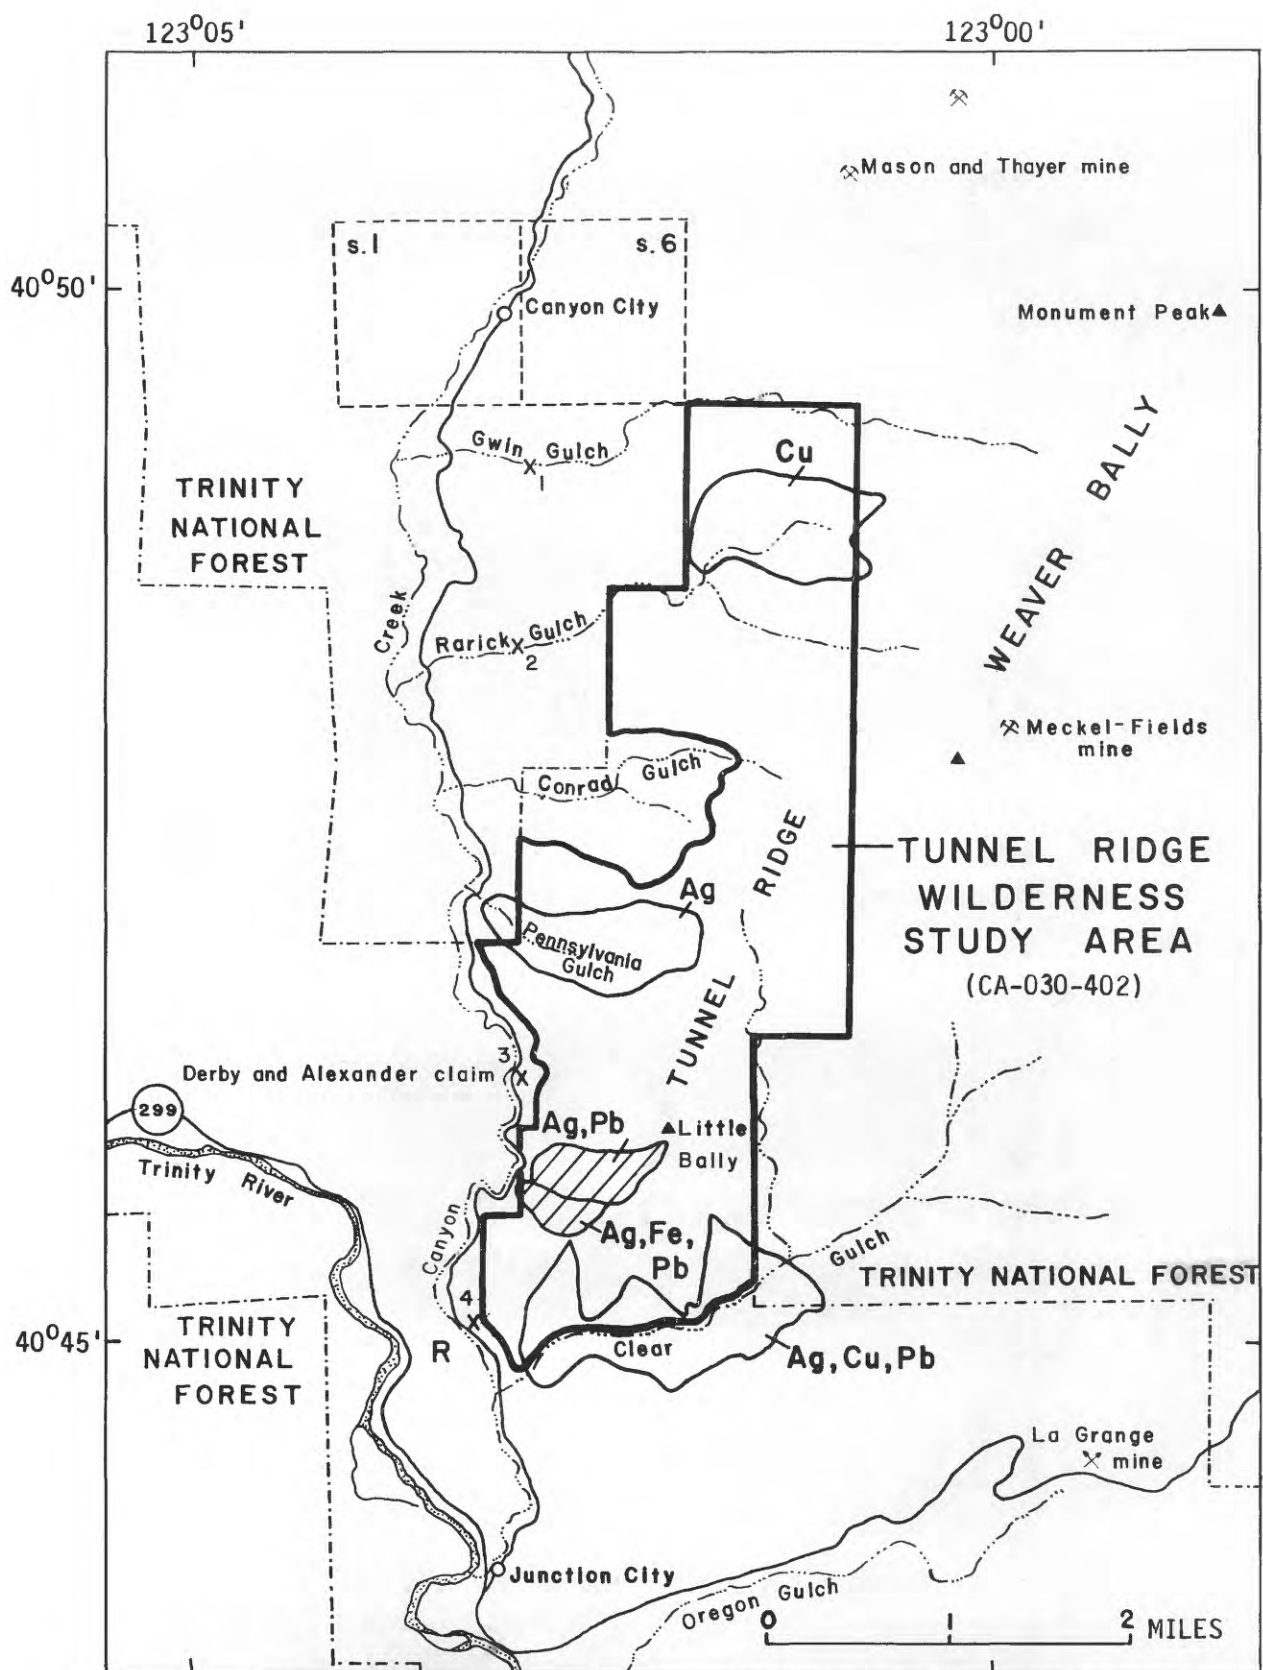 123°05'
123°00'
Mason and Thayer mine
s.1
s.6
40°50'
Canyon City
Monument Peak
Gwin Gulch
1
Cu
TRINITY
NATIONAL
FOREST
WEAVER BALLY
Creek
Rarick Gulch
2
Meckel-Fields
mine
Conrad Gulch
TUNNEL RIDGE
TUNNEL RIDGE
WILDERNESS
STUDY AREA
(CA-030-402)
Ag
Pennsylvania
Gulch
3
Derby and Alexander claim
299
Ag,Pb
Little
Bally
Trinity River
Canyon
Ag,Fe,
Pb
Gulch
TRINITY NATIONAL FOREST
4
40°45'
TRINITY
NATIONAL
FOREST
R
Clear
Ag,Cu,Pb
La Grange
mine
Junction City
Oregon Gulch
0 1 2 MILES